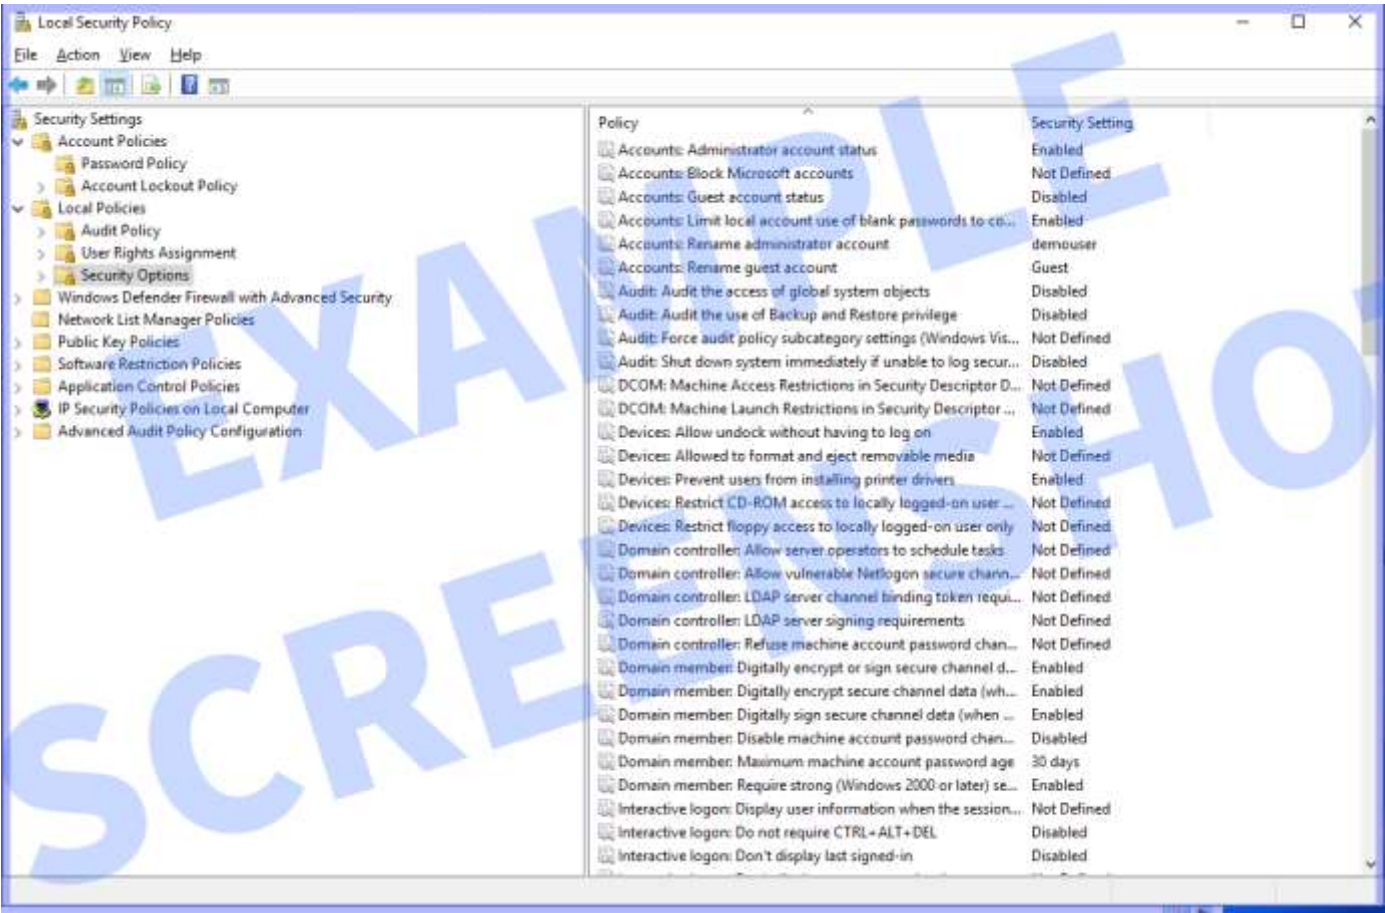 Local Security Policy
File Action View Help
Security Settings
Account Policies
Password Policy
Account Lockout Policy
Local Policies
Audit Policy
User Rights Assignment
Security Options
Windows Defender Firewall with Advanced Security
Network List Manager Policies
Public Key Policies
Software Restriction Policies
Application Control Policies
IP Security Policies on Local Computer
Advanced Audit Policy Configuration
Policy Security Setting
Accounts: Administrator account status Enabled
Accounts: Block Microsoft accounts Not Defined
Accounts: Guest account status Disabled
Accounts: Limit local account use of blank passwords to co... Enabled
Accounts: Rename administrator account demouser
Accounts: Rename guest account Guest
Audit: Audit the access of global system objects Disabled
Audit: Audit the use of Backup and Restore privilege Disabled
Audit: Force audit policy subcategory settings (Windows Vis... Not Defined
Audit: Shut down system immediately if unable to log secur... Disabled
DCOM: Machine Access Restrictions in Security Descriptor D... Not Defined
DCOM: Machine Launch Restrictions in Security Descriptor ... Not Defined
Devices: Allow undock without having to log on Enabled
Devices: Allowed to format and eject removable media Not Defined
Devices: Prevent users from installing printer drivers Enabled
Devices: Restrict CD-ROM access to locally logged-on user ... Not Defined
Devices: Restrict floppy access to locally logged-on user only Not Defined
Domain controller: Allow server operators to schedule tasks Not Defined
Domain controller: Allow vulnerable Netlogon secure chann... Not Defined
Domain controller: LDAP server channel binding token requi... Not Defined
Domain controller: LDAP server signing requirements Not Defined
Domain controller: Refuse machine account password chan... Not Defined
Domain member: Digitally encrypt or sign secure channel d... Enabled
Domain member: Digitally encrypt secure channel data (wh... Enabled
Domain member: Digitally sign secure channel data (when ... Enabled
Domain member: Disable machine account password chan... Disabled
Domain member: Maximum machine account password age 30 days
Domain member: Require strong (Windows 2000 or later) se... Enabled
Interactive logon: Display user information when the session... Not Defined
Interactive logon: Do not require CTRL+ALT+DEL Disabled
Interactive logon: Don't display last signed-in Disabled
EXAMPLE
SCREENSHOT